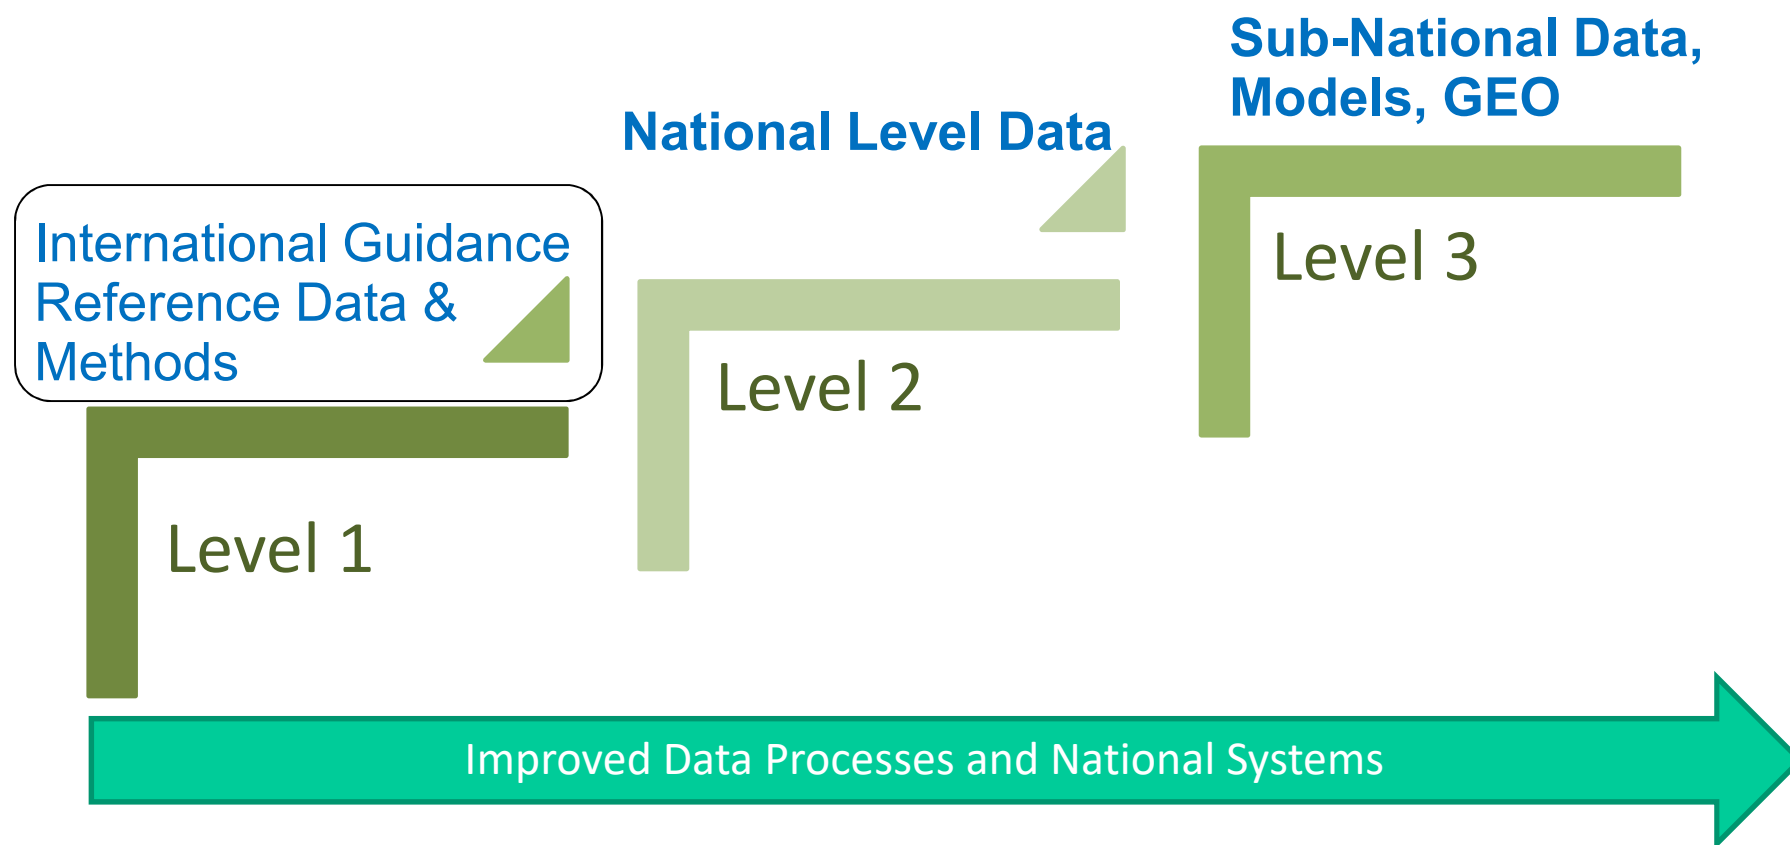 International Guidance
Reference Data &
Methods
Level 1
National Level Data
Level 2
Sub-National Data,
Models, GEO
Level 3
Improved Data Processes and National Systems